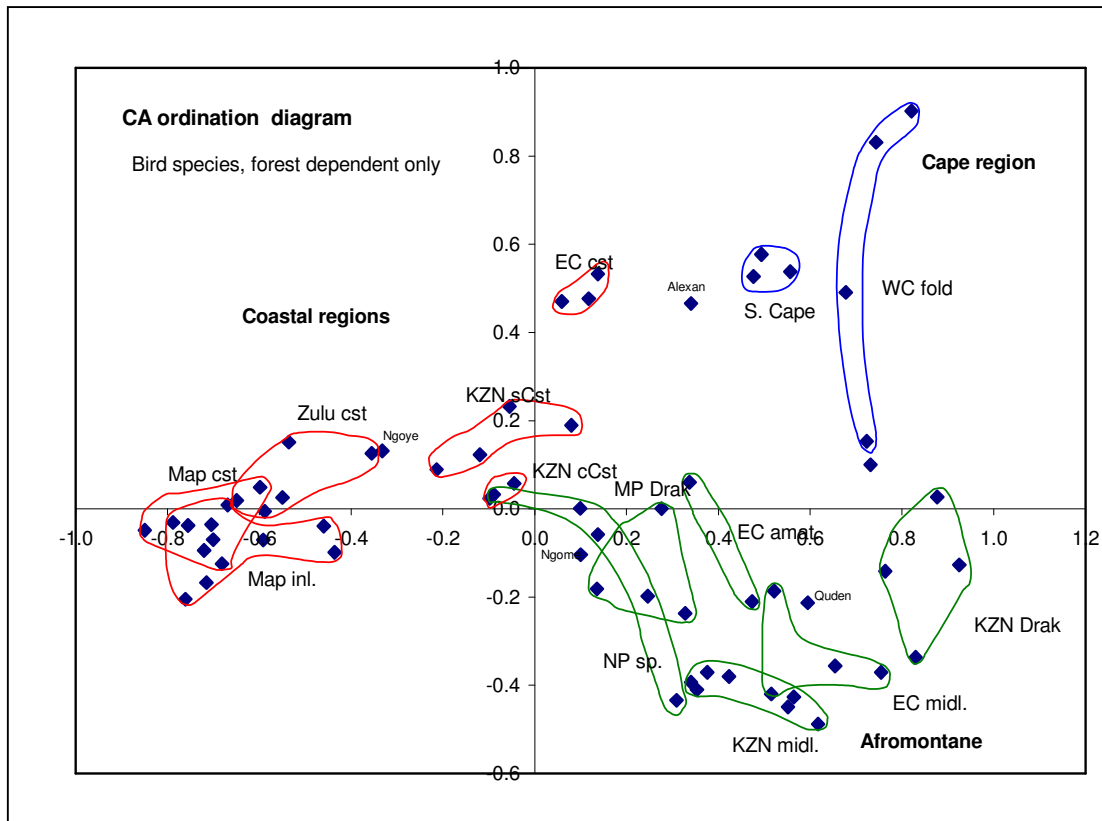 1.0
CA ordination diagram
Bird species, forest dependent only
0.8
Cape region
0.6
EC cst
Alexan
WC fold
S. Cape
0.4
Coastal regions
KZN sCst
0.2
Zulu cst
Ngoye
Map cst
KZN cCst
MP Drak
0.0
-1.0 -0.8 -0.6 -0.4 -0.2 0.0 0.2 0.4 0.6 0.8 1.0 1.2
EC amat.
Ngome
Map inl.
-0.2
Quden
KZN Drak
NP sp.
-0.4
EC midl.
KZN midl.
Afromontane
-0.6